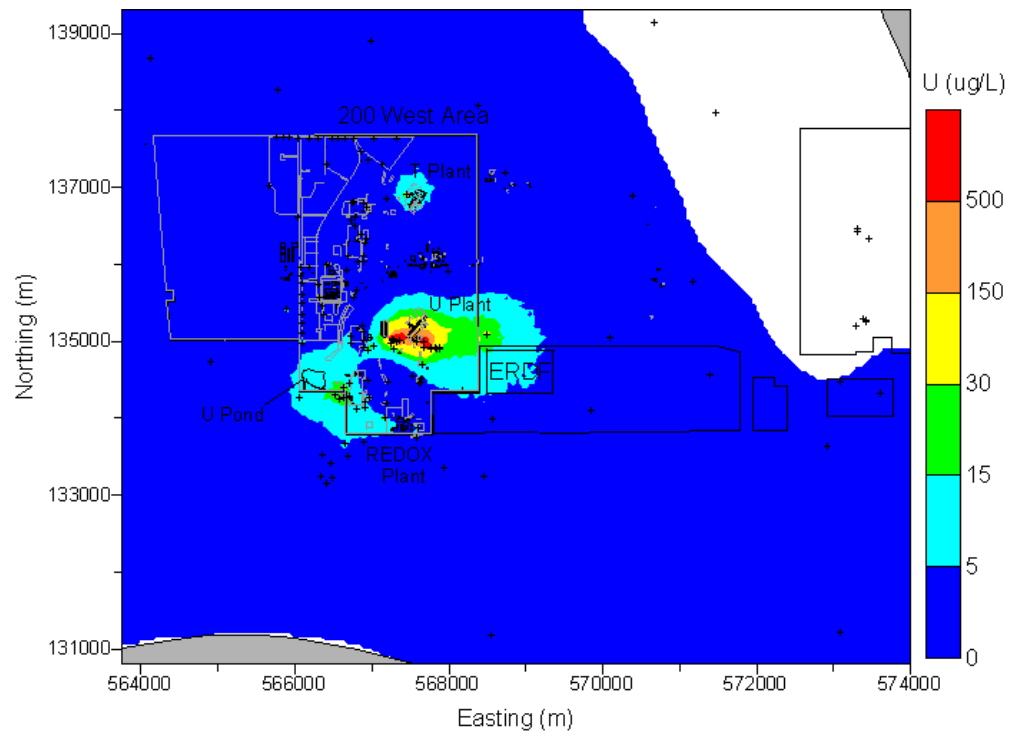 139000
U (ug/L)
200 West Area
137000
T Plant
500
Northing (m)
150
U Plant
135000
30
ERDF
U Pond
REDOX
Plant
15
133000
5
131000
0
564000 566000 568000 570000 572000 574000
Easting (m)